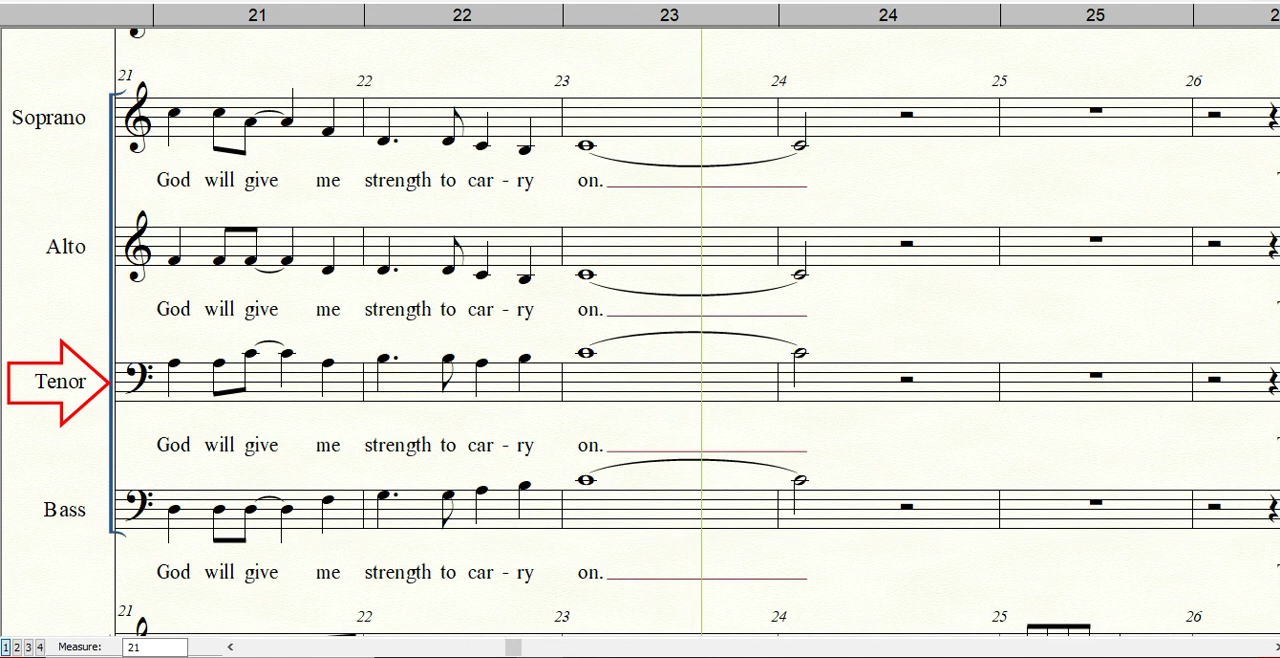 21 22 23 24 25
21 22 23 24 25 26
Soprano
God will give me strength to car - ry on.
Alto
God will give me strength to car - ry on.
Tenor
God will give me strength to car - ry on.
Bass
God will give me strength to car - ry on.
21 22 23 24 25 26
1 2 3 4 Measure: 21